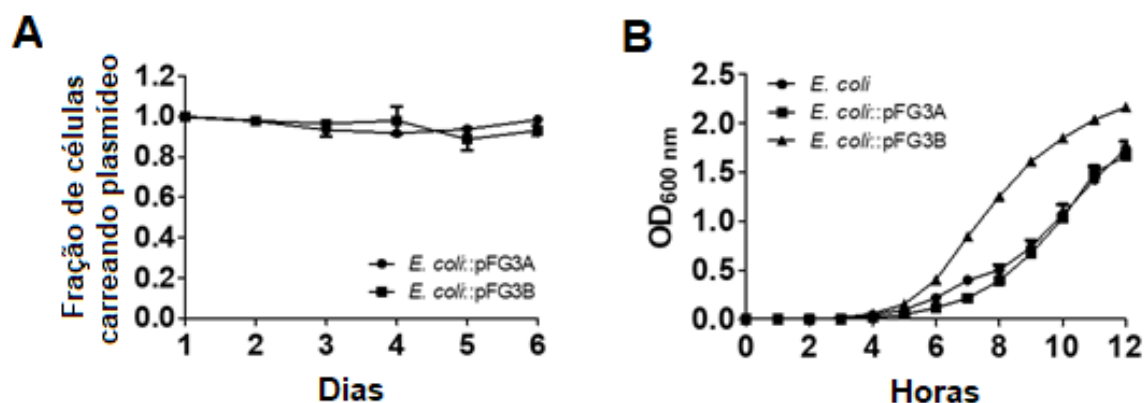 A
Fração de células
carreando plasmídeo
1.2
1.0
0.8
0.6
0.4
0.2
0.0
E. coli::pFG3A
E. coli::pFG3B
1 2 3 4 5 6
Dias
B
OD600 nm
2.5
2.0
1.5
1.0
0.5
0.0
E. coli
E. coli::pFG3A
E. coli::pFG3B
0 2 4 6 8 10 12
Horas